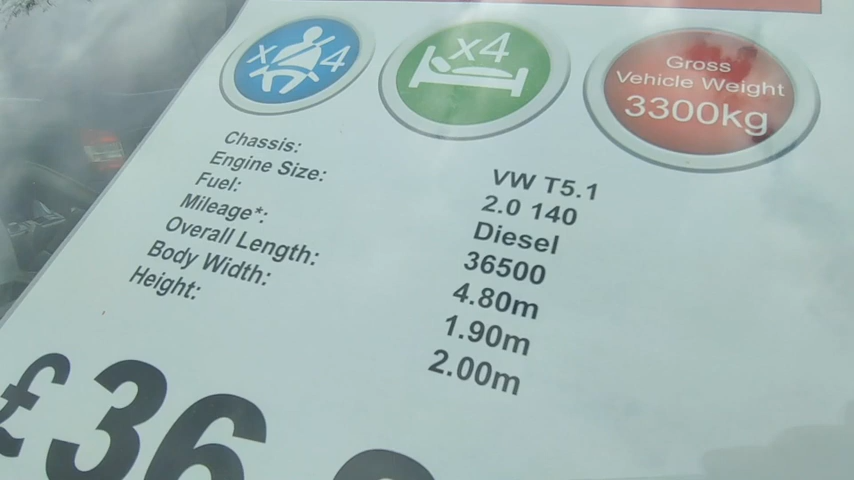 x4
x4
Gross
Vehicle Weight
3300kg
Chassis: VW T5.1
Engine Size: 2.0 140
Fuel: Diesel
Mileage*: 36500
Overall Length: 4.80m
Body Width: 1.90m
Height: 2.00m
£36